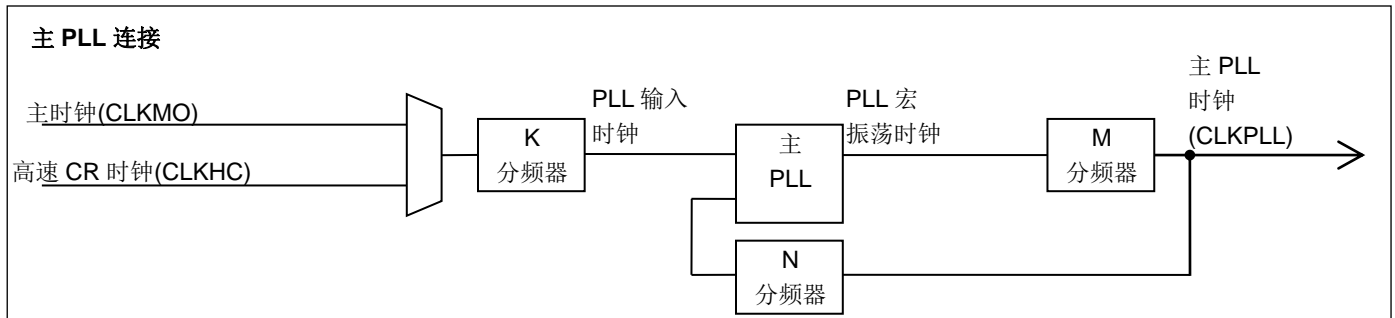 主 PLL 连接
主时钟(CLKMO)
高速 CR 时钟(CLKHC)
K
分频器
PLL 输入
时钟
主
PLL
PLL 宏
振荡时钟
M
分频器
主 PLL
时钟
(CLKPLL)
N
分频器